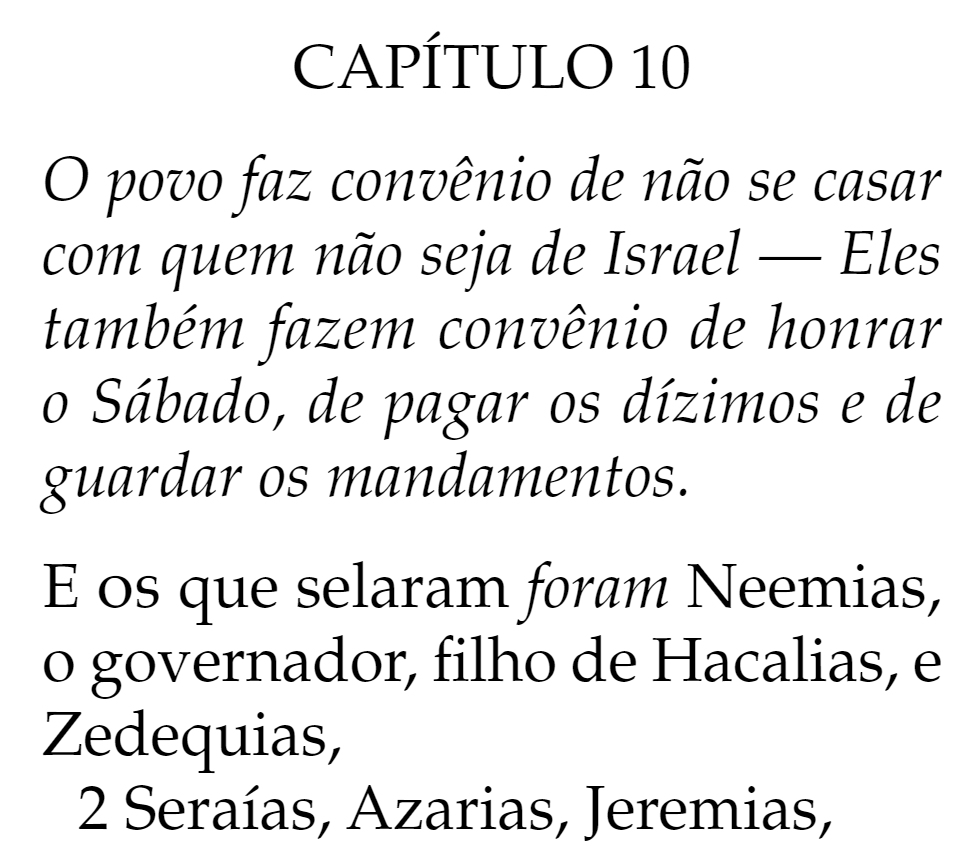 CAPÍTULO 10
O povo faz convênio de não se casar
com quem não seja de Israel — Eles
também fazem convênio de honrar
o Sábado, de pagar os dízimos e de
guardar os mandamentos.
E os que selaram foram Neemias,
o governador, filho de Hacalias, e
Zedequias,
2 Seraías, Azarias, Jeremias,